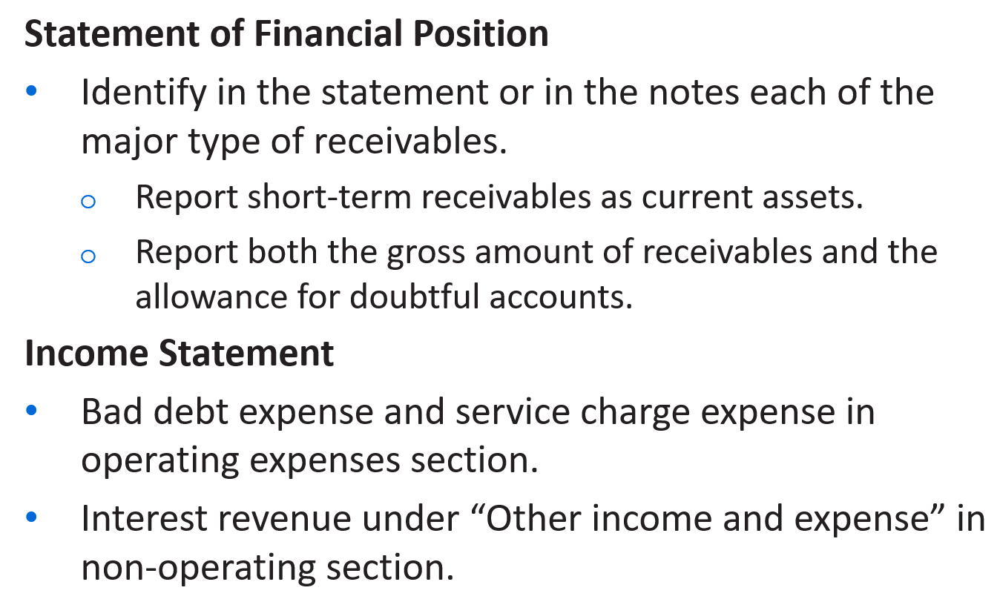 Statement of Financial Position
• Identify in the statement or in the notes each of the
major type of receivables.
o Report short-term receivables as current assets.
o Report both the gross amount of receivables and the
allowance for doubtful accounts.
Income Statement
• Bad debt expense and service charge expense in
operating expenses section.
• Interest revenue under “Other income and expense” in
non-operating section.